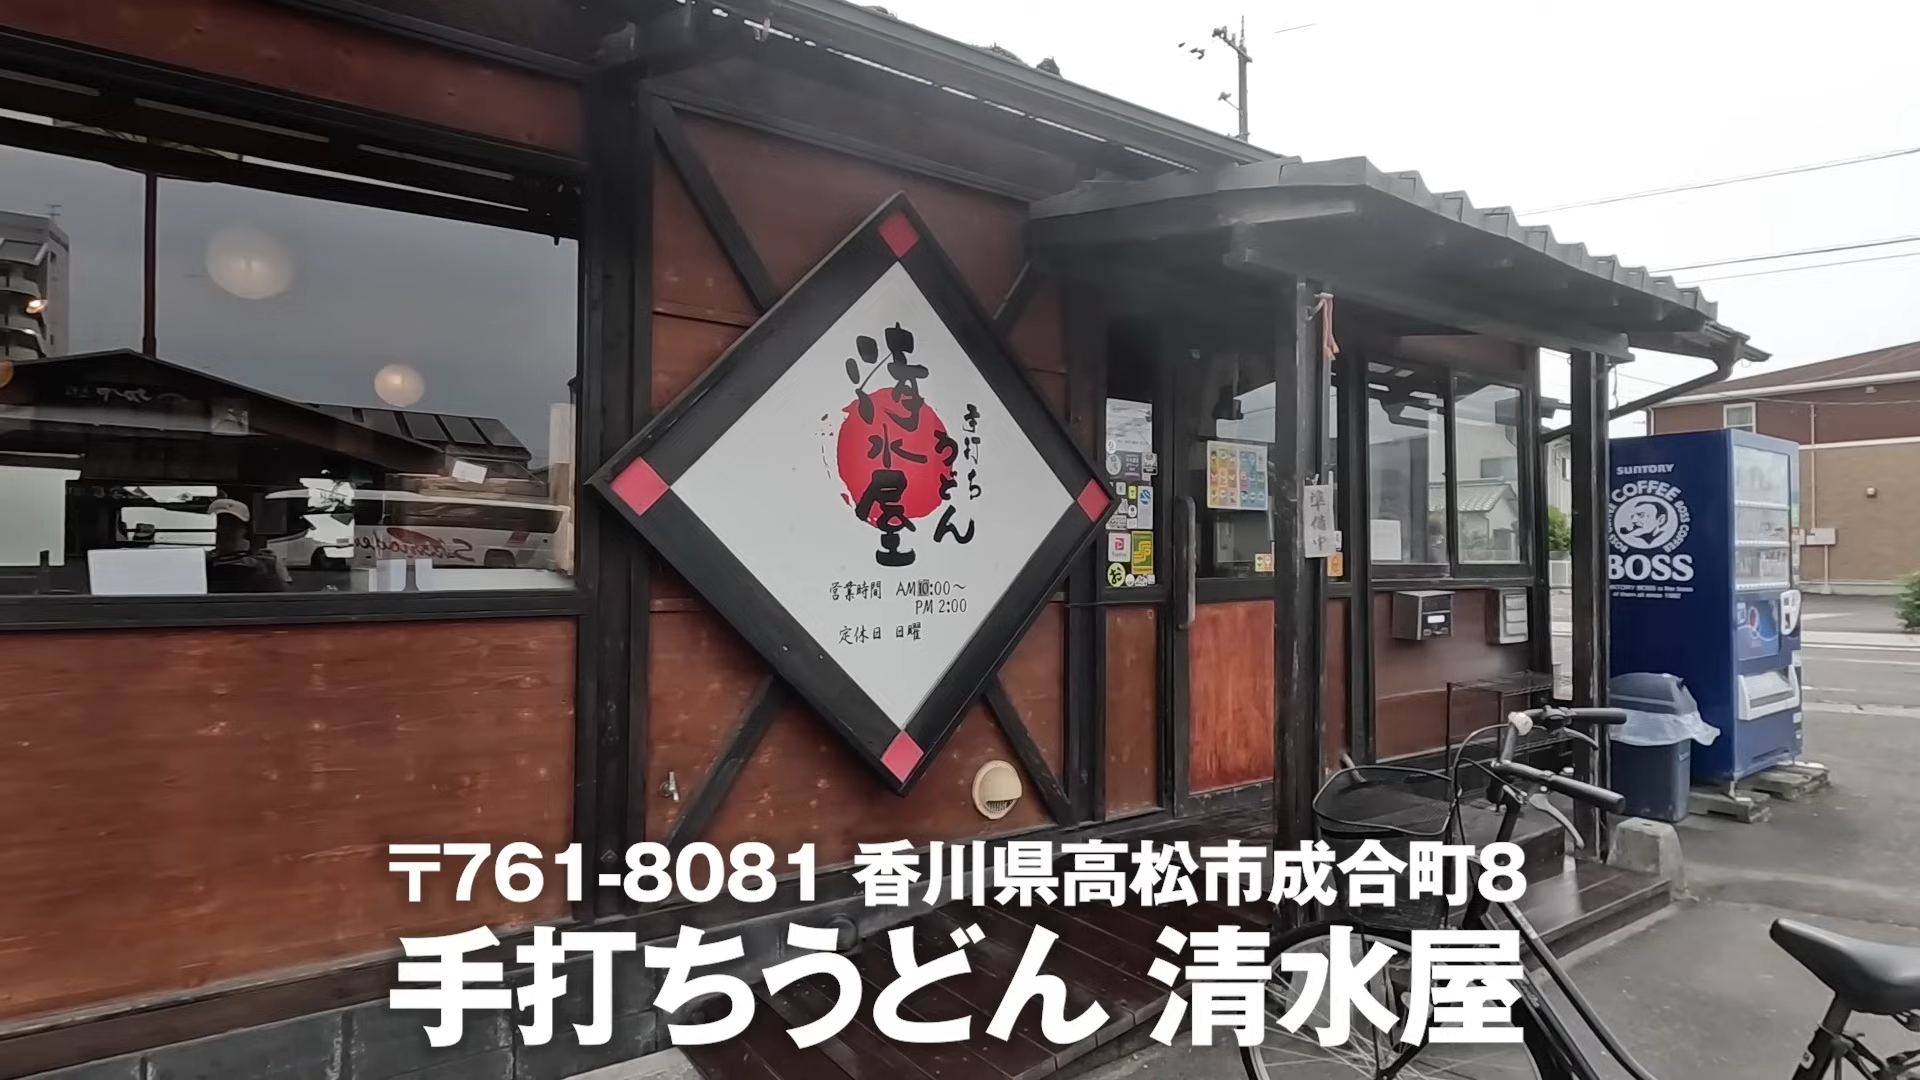 清水屋
手打ち
うどん
営業時間 AM10:00～
PM 2:00
定休日 日曜
準備中
SUNTORY
COFFEE
BOSS
〒761-8081 香川県高松市成合町8
手打ちうどん 清水屋